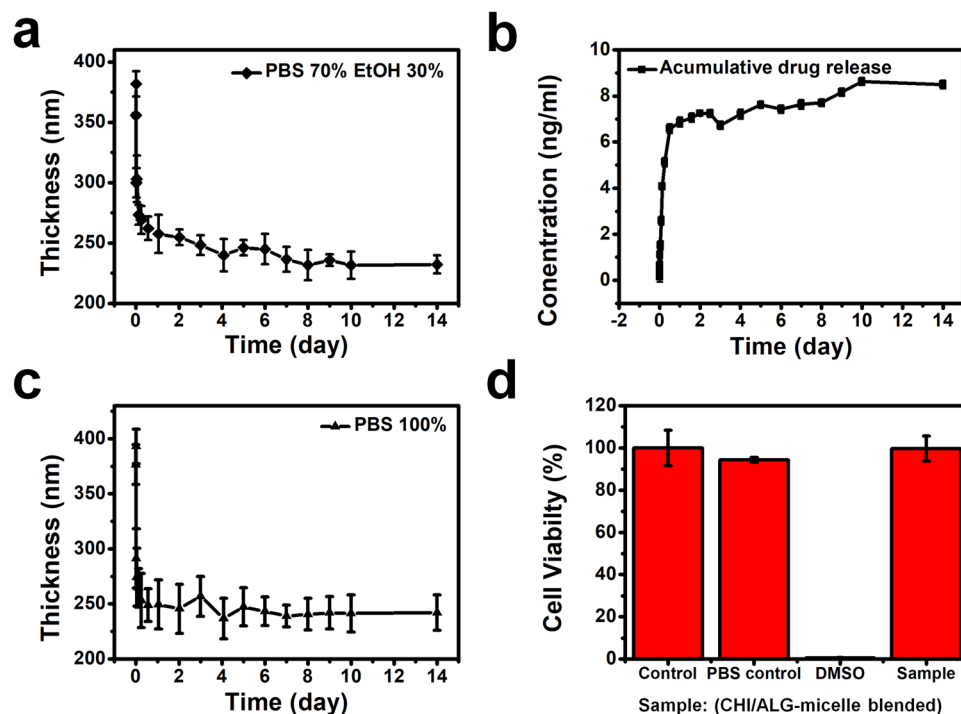 a
PBS 70% EtOH 30%
Thickness (nm)
400
350
300
250
200
0 2 4 6 8 10 12 14
Time (day)
b
Acumulative drug release
Conentration (ng/ml)
10
8
6
4
2
0
-2 0 2 4 6 8 10 12 14
Time (day)
c
PBS 100%
Thickness (nm)
400
350
300
250
200
0 2 4 6 8 10 12 14
Time (day)
d
Cell Viabilty (%)
120
100
80
60
40
20
0
Control PBS control DMSO Sample
Sample: (CHI/ALG-micelle blended)